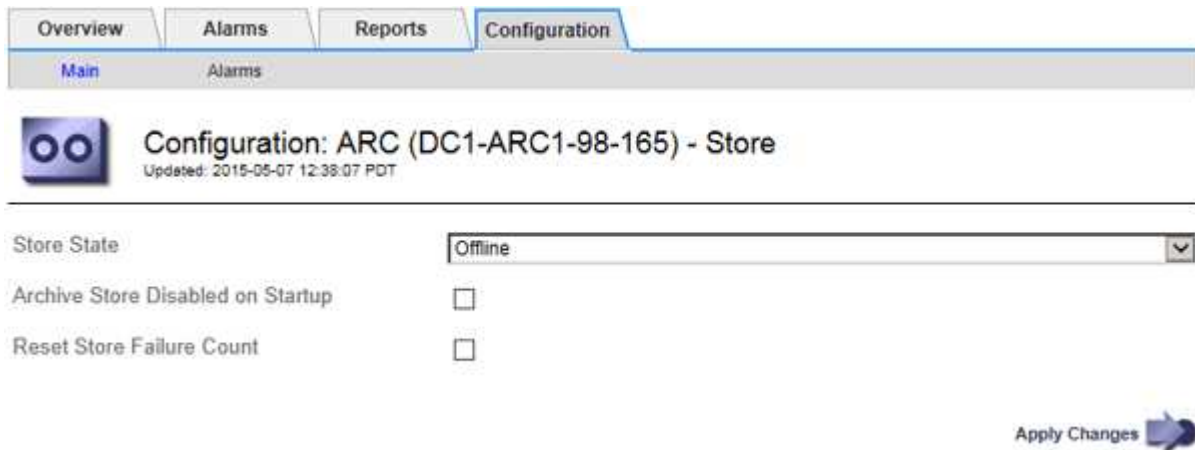 Overview Alarms Reports Configuration
Main Alarms
Configuration: ARC (DC1-ARC1-98-165) - Store
Updated: 2015-05-07 12:38:07 PDT
Store State Offline
Archive Store Disabled on Startup
Reset Store Failure Count
Apply Changes